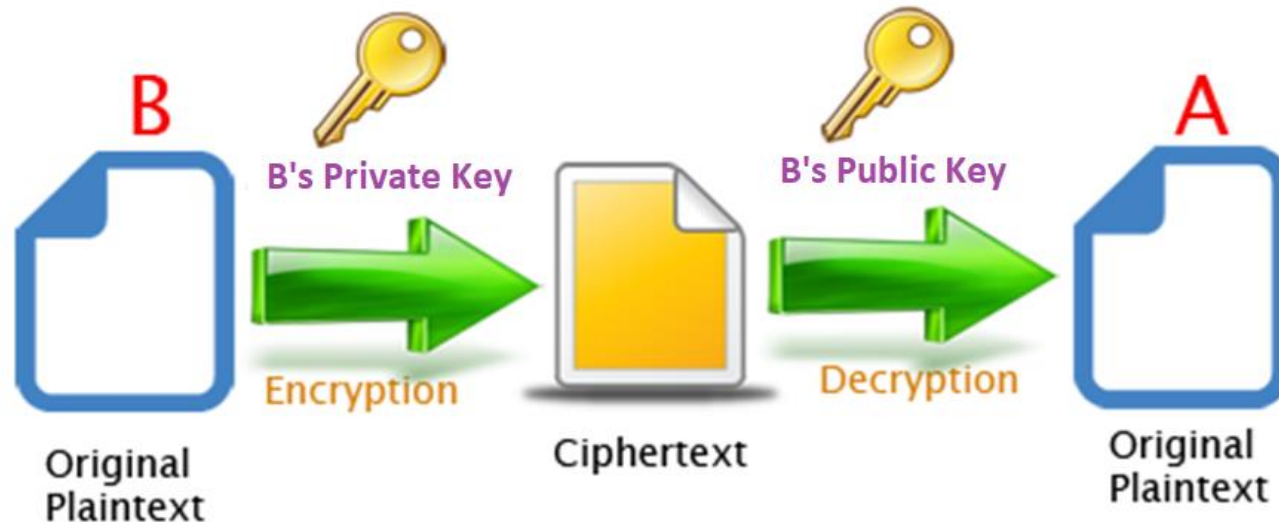 B
B's Private Key
B's Public Key
A
Encryption
Decryption
Original
Plaintext
Ciphertext
Original
Plaintext